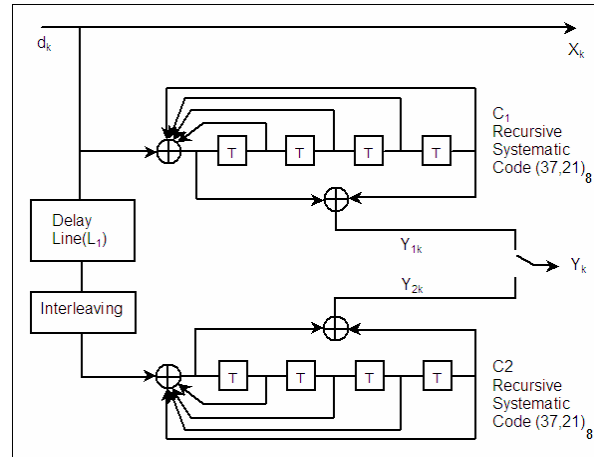 dk
Xk
C1
Recursive
Systematic
Code (37,21)8
T T T T
Delay
Line(L1)
Y1k
Yk
Y2k
Interleaving
C2
Recursive
Systematic
Code (37,21)8
T T T T